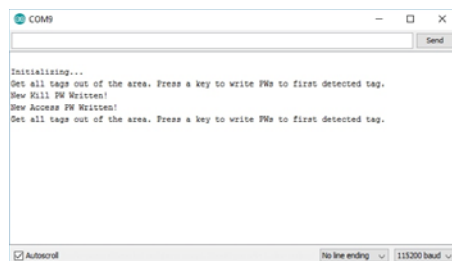 COM9
Send
Initializing...
Get all tags out of the area. Press a key to write PWs to first detected tag.
New Kill PW Written!
New Access PW Written!
Get all tags out of the area. Press a key to write PWs to first detected tag.
Autoscroll
No line ending
115200 baud